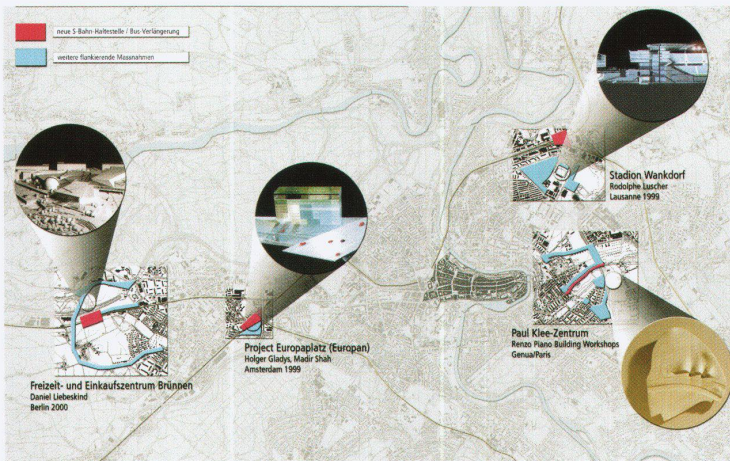 neue S-Bahn-Haltestelle / Bus-Verlängerung
weitere flankierende Massnahmen
Stadion Wankdorf
Rodolphe Luscher
Lausanne 1999
Project Europaplatz (Europan)
Holger Gladys, Madir Shah
Amsterdam 1999
Paul Klee-Zentrum
Renzo Piano Building Workshops
Genua/Paris
Freizeit- und Einkaufszentrum Brünnen
Daniel Liebeskind
Berlin 2000